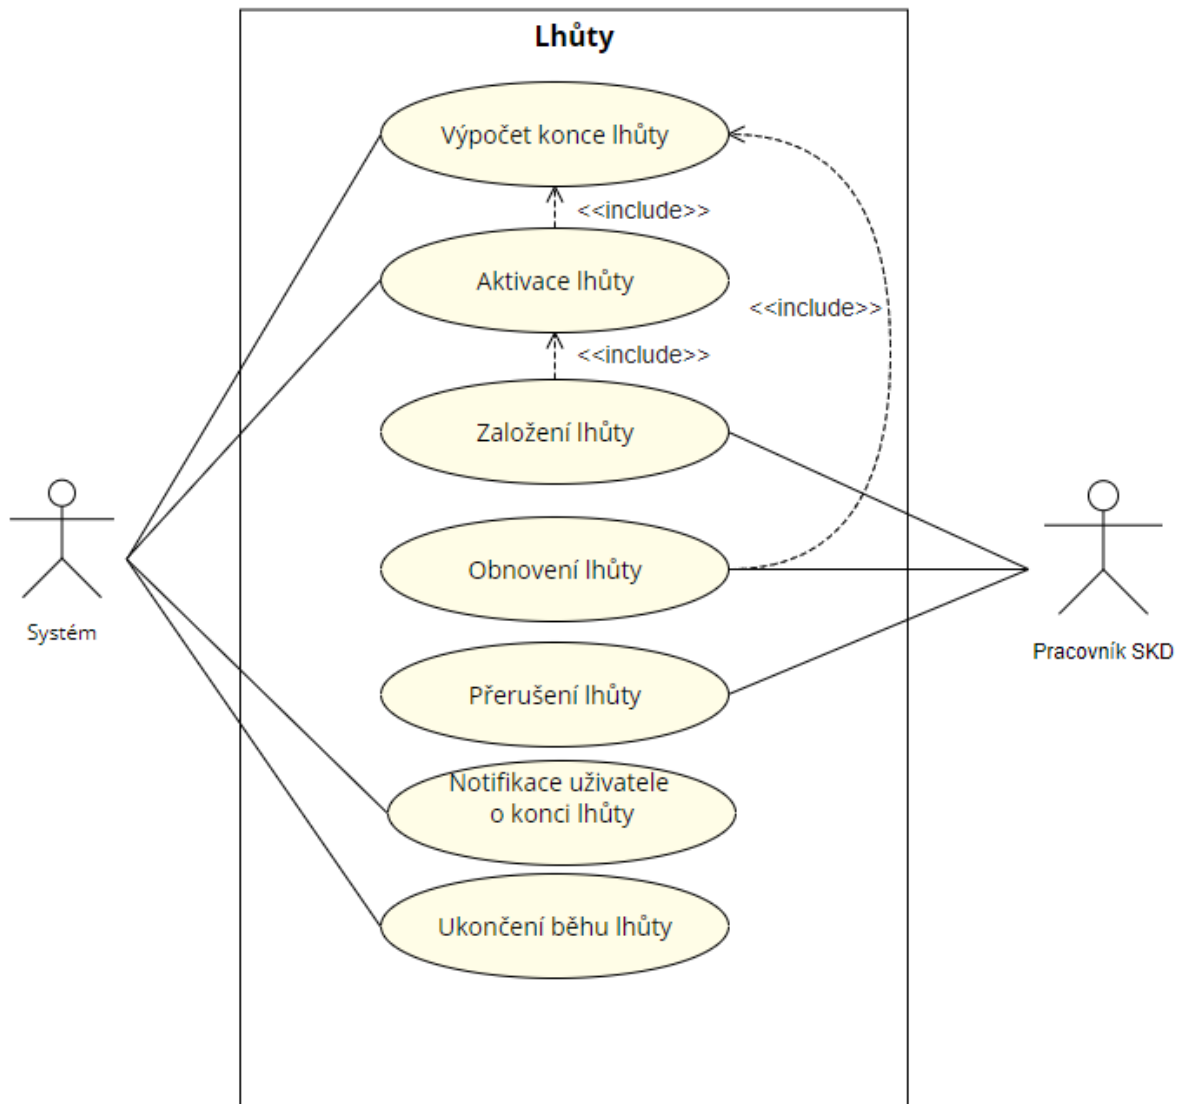 Lhůty
Výpočet konce lhůty
<<include>>
Aktivace lhůty
<<include>>
<<include>>
Založení lhůty
Obnovení lhůty
Systém
Pracovník SKD
Přerušení lhůty
Notifikace uživatele
o konci lhůty
Ukončení běhu lhůty